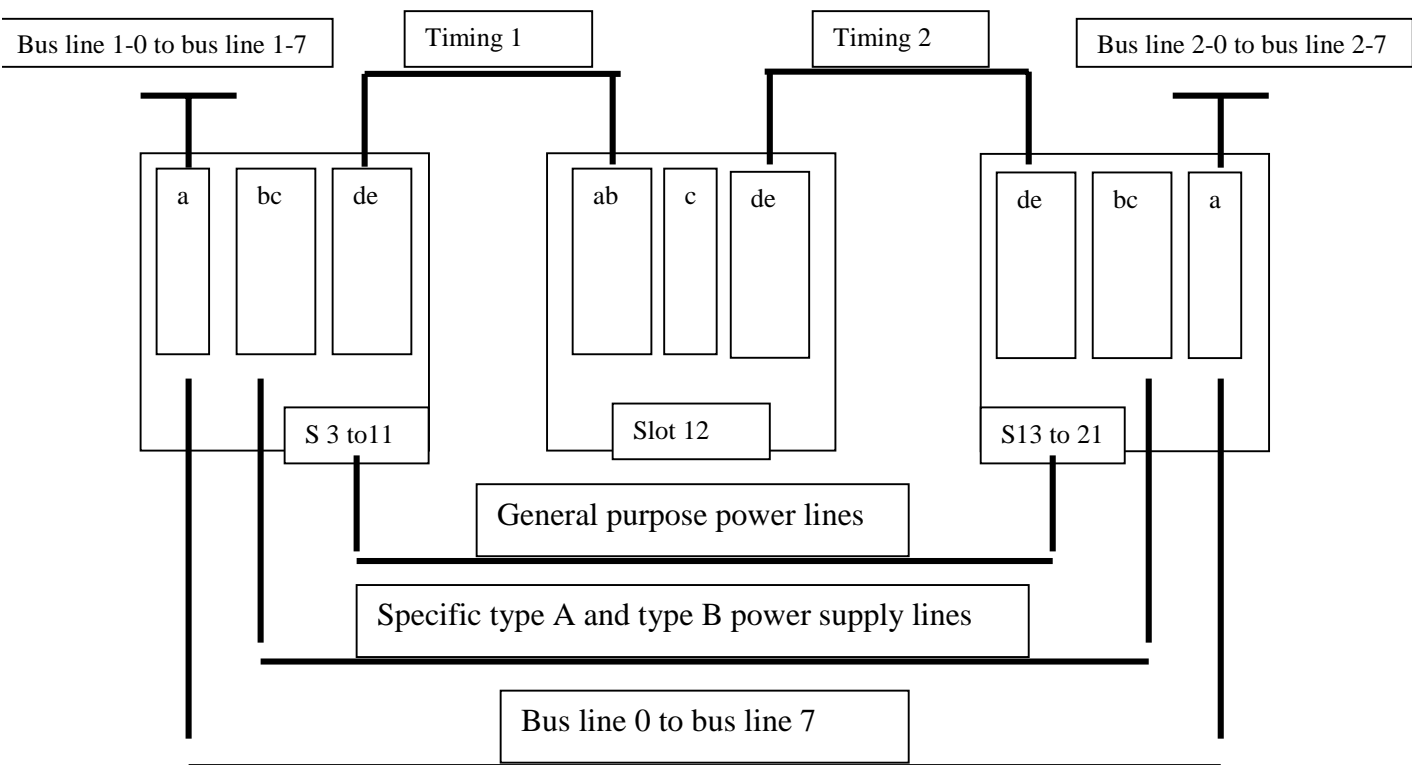 Bus line 1-0 to bus line 1-7
Timing 1
Timing 2
Bus line 2-0 to bus line 2-7
a
bc
de
ab
c
de
de
bc
a
S 3 to11
Slot 12
S13 to 21
General purpose power lines
Specific type A and type B power supply lines
Bus line 0 to bus line 7